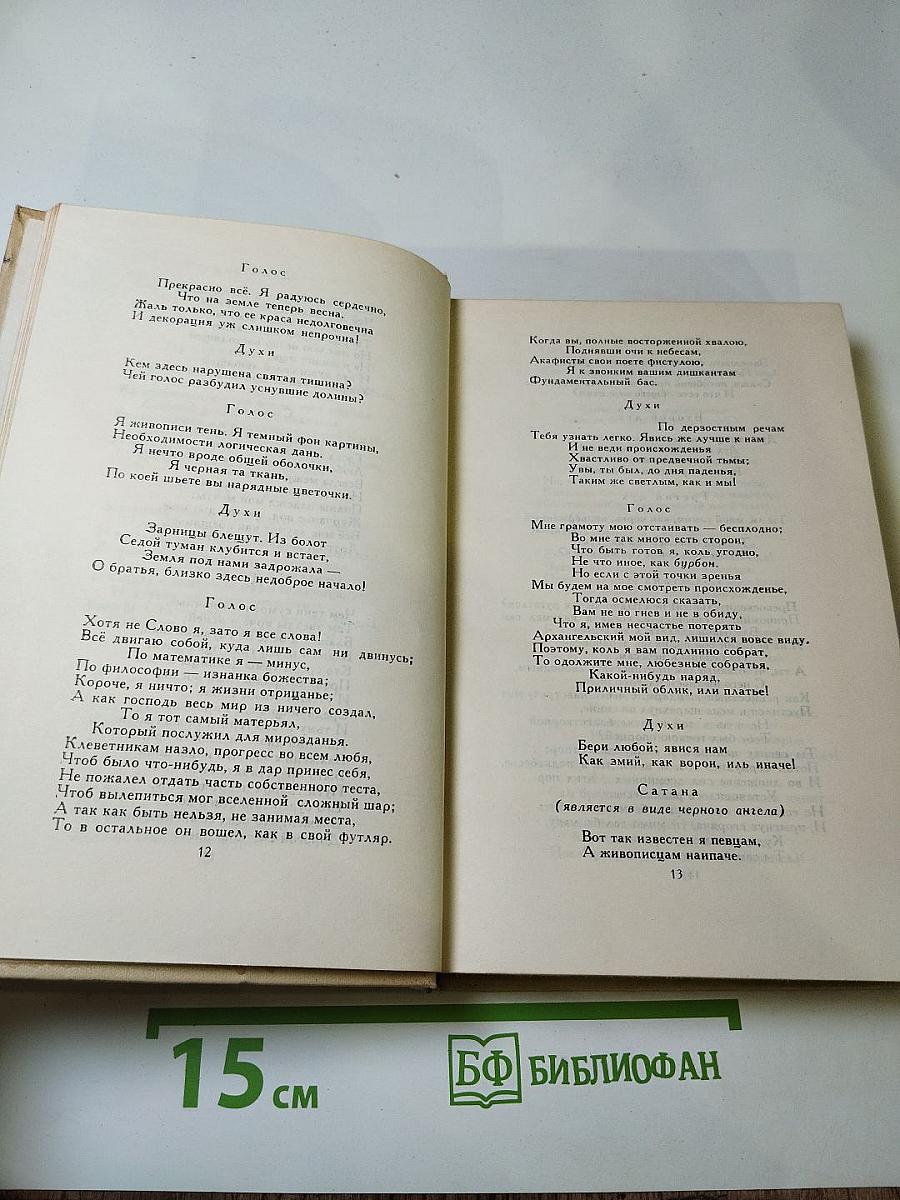 Голос
Прекрасно всё. Я радуюсь сердечно,
Что на земле теперь весна.
Жаль только, что ее краса недолговечна
И декорация уж слишком непрочна!
Духи
Кем здесь нарушена святая тишина?
Чей голос разбудил уснувшие долины?
Голос
Я живописи тень. Я темный фон картины,
Необходимости логическая дань.
Я нечто вроде общей оболочки,
Я черная та ткань,
По коей шьете вы нарядные цветочки.
Духи
Зарницы блещут. Из болот
Седой туман клубится и встает,
Земля под нами задрожала —
О братья, близко здесь недоброе начало!
Голос
Хотя не Слово я, зато я все слова!
Всё двигаю собой, куда лишь сам ни двинусь;
По математике я — минус,
По философии — изнанка божества;
Короче, я ничто; я жизни отрицанье;
А как господь весь мир из ничего создал,
То я тот самый матерьял,
Который послужил для мирозданья.
Клеветникам назло, прогресс во всем любя,
Чтоб было что-нибудь, я в дар принес себя,
Не пожалел отдать часть собственного теста,
Чтоб вылепиться мог вселенной сложный шар;
А так как быть нельзя, не занимая места,
То в остальное он вошел, как в свой футляр.
12
Когда вы, полные восторженной хвалою,
Поднявши очи к небесам,
Акафисты свои поете фистулою,
Я к звонким вашим дишкантам
Фундаментальный бас.
Духи
По дерзостным речам
Тебя узнать легко. Явись же лучше к нам
И не веди происхожденья
Хвастливо от предвечной тьмы;
Увы, ты был, до дня паденья,
Таким же светлым, как и мы!
Голос
Мне грамоту мою отстаивать — бесплодно;
Во мне так много есть сторон,
Что быть готов я, коль угодно,
Не что иное, как бурбон.
Но если с этой точки зренья
Мы будем на мое смотреть происхожденье,
Тогда осмелюся сказать,
Вам не во гнев и не в обиду,
Что я, имев несчастье потерять
Архангельский мой вид, лишился вовсе виду.
Поэтому, коль я вам подлинно собрат,
То одолжите мне, любезные собратья,
Какой-нибудь наряд,
Приличный облик, или платье!
Духи
Бери любой; явися нам
Как змий, как ворон, иль иначе!
Сатана
(является в виде черного ангела)
Вот так известен я певцам,
А живописцам наипаче.
13
15 см
БФ БИБЛИОФАН